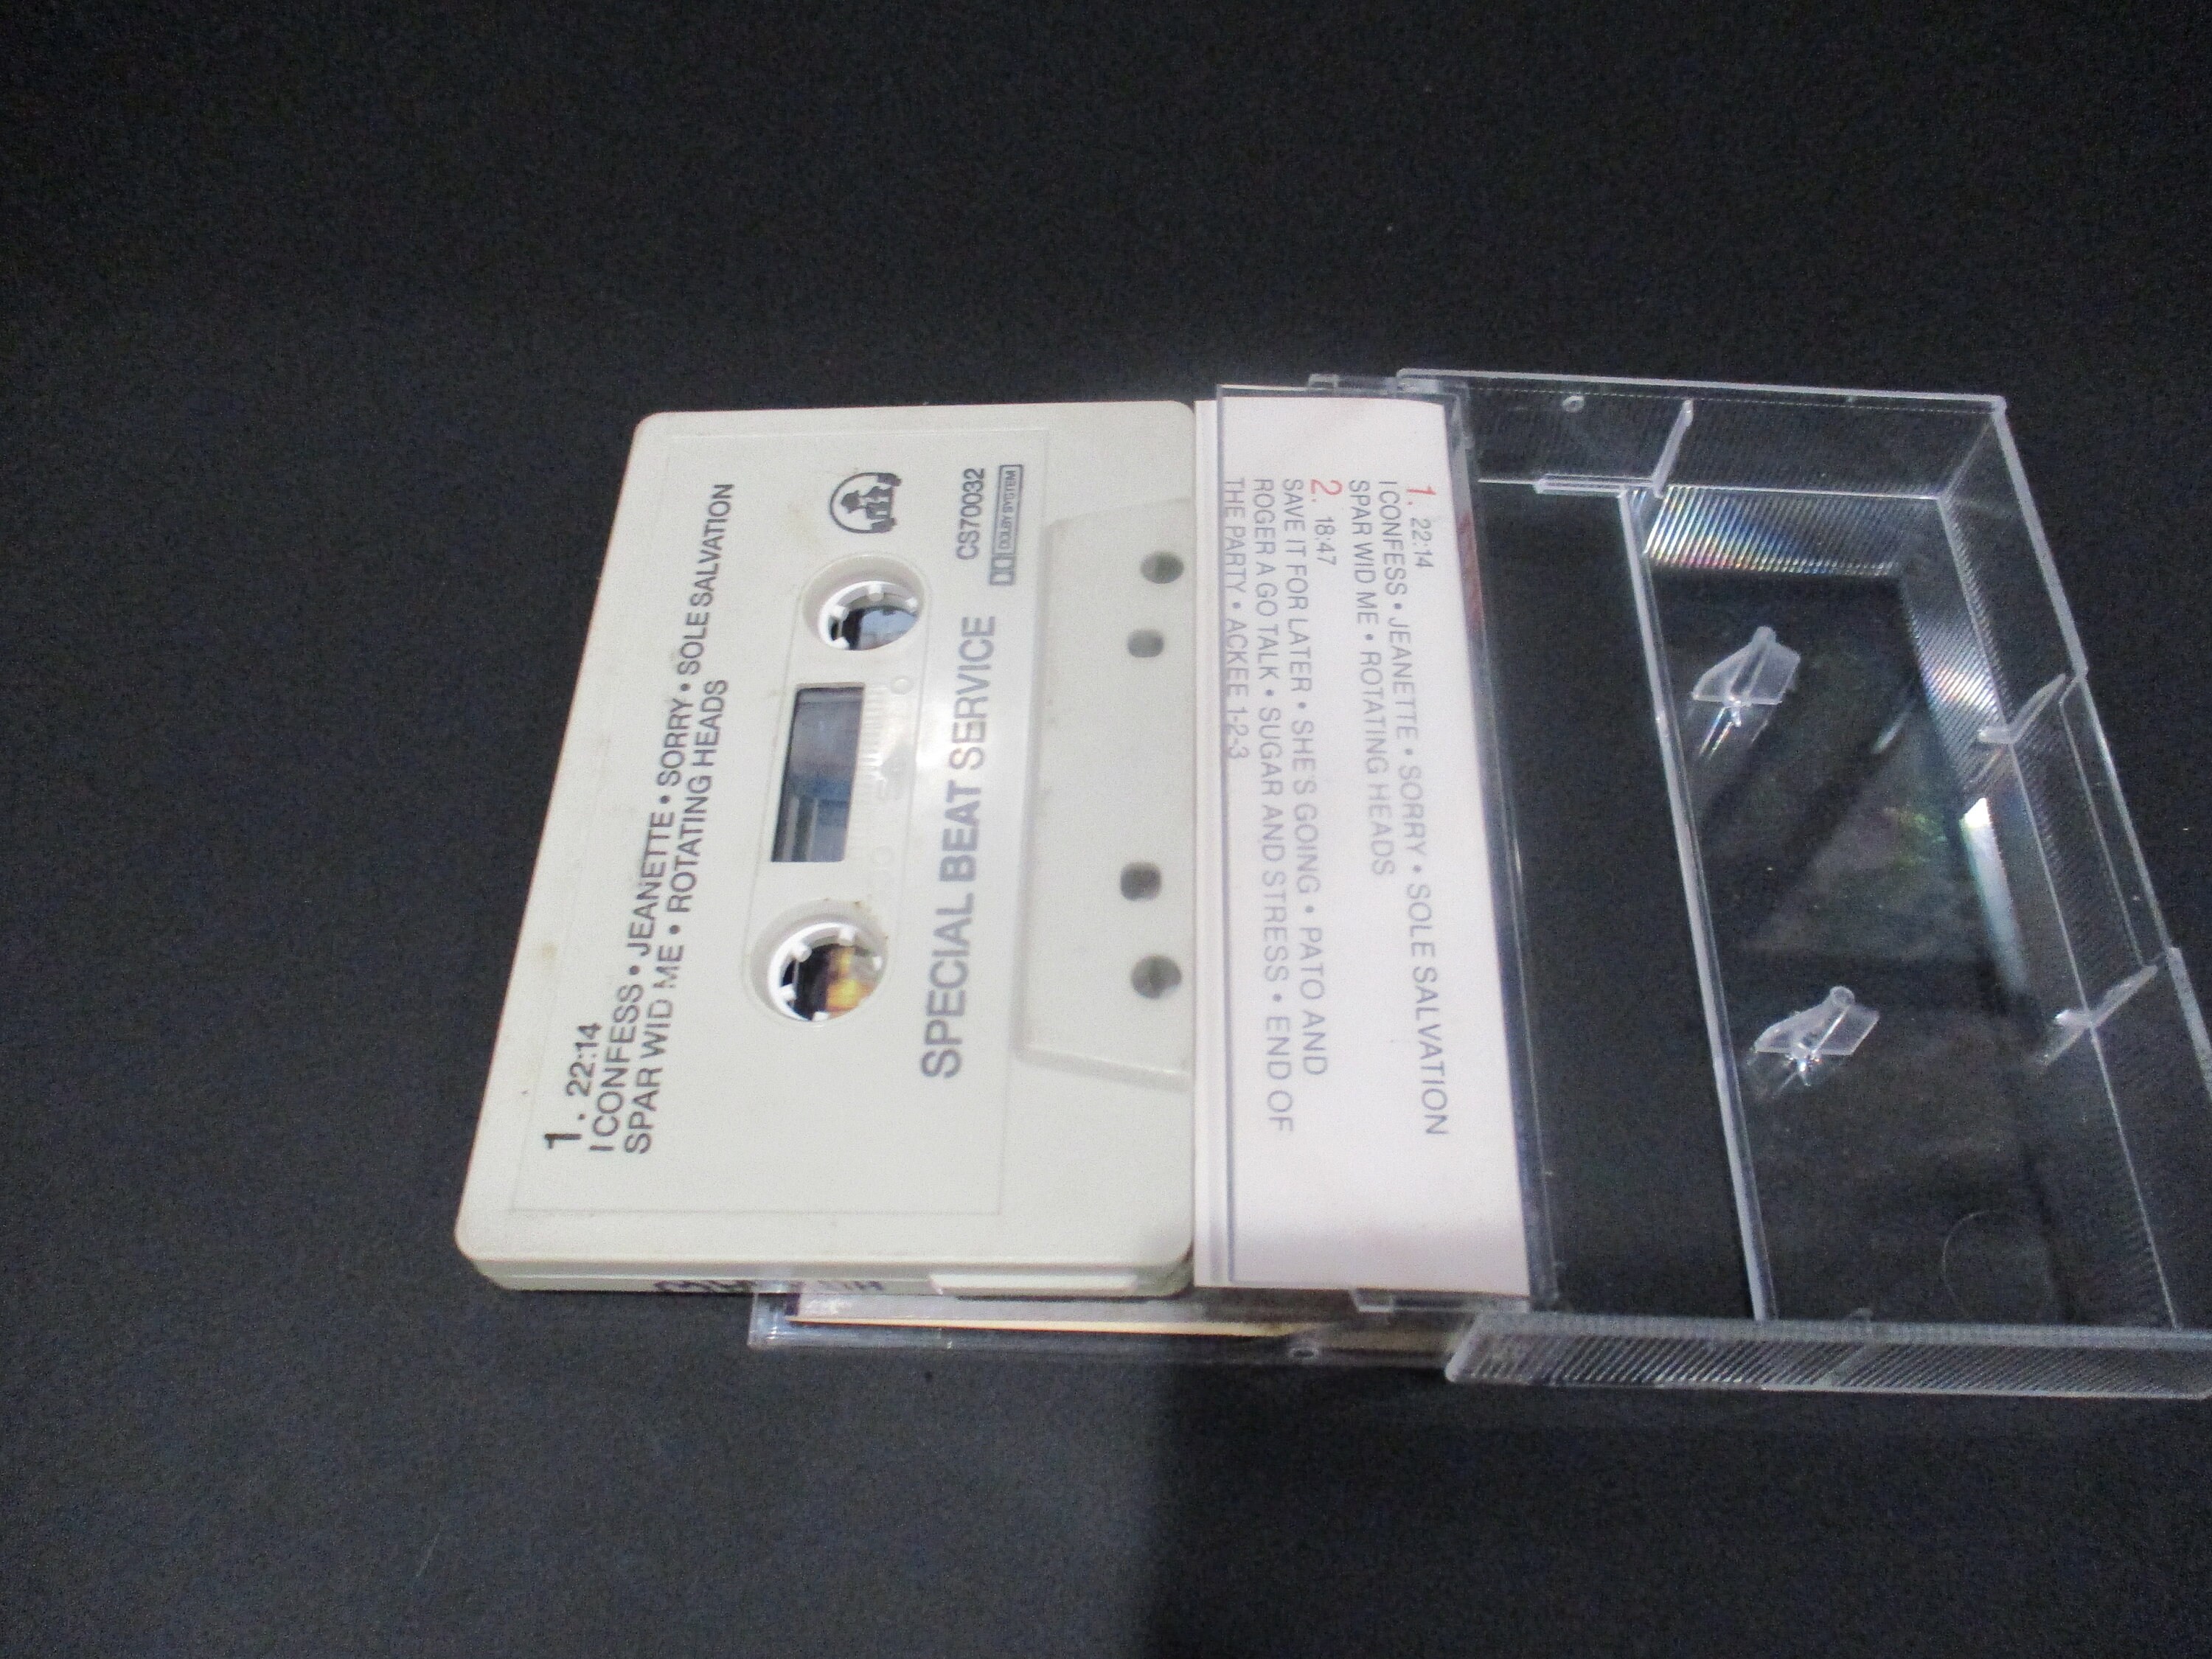 1. 22:14
I CONFESS • JEANETTE • SORRY • SOLE SALVATION
SPAR WID ME • ROTATING HEADS
SPECIAL BEAT SERVICE
CS70032
DOLBY SYSTEM
1. 22:14
I CONFESS • JEANETTE • SORRY • SOLE SALVATION
SPAR WID ME • ROTATING HEADS
2. 18:47
SAVE IT FOR LATER • SHE'S GOING • PATO AND
ROGER A GO TALK • SUGAR AND STRESS • END OF
THE PARTY • ACKEE 1-2-3